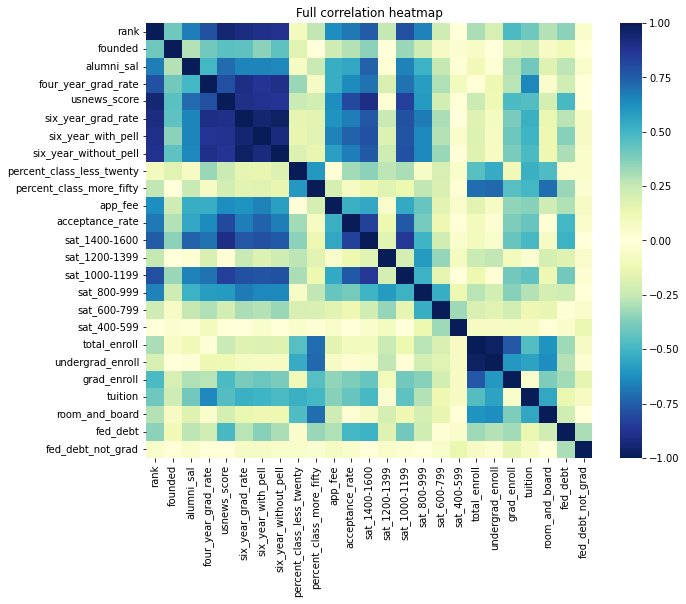 Full correlation heatmap
rank
founded
alumni_sal
four_year_grad_rate
usnews_score
six_year_grad_rate
six_year_with_pell
six_year_without_pell
percent_class_less_twenty
percent_class_more_fifty
app_fee
acceptance_rate
sat_1400-1600
sat_1200-1399
sat_1000-1199
sat_800-999
sat_600-799
sat_400-599
total_enroll
undergrad_enroll
grad_enroll
tuition
room_and_board
fed_debt
fed_debt_not_grad
1.00
0.75
0.50
0.25
0.00
−0.25
−0.50
−0.75
−1.00
rank
founded
alumni_sal
four_year_grad_rate
usnews_score
six_year_grad_rate
six_year_with_pell
six_year_without_pell
percent_class_less_twenty
percent_class_more_fifty
app_fee
acceptance_rate
sat_1400-1600
sat_1200-1399
sat_1000-1199
sat_800-999
sat_600-799
sat_400-599
total_enroll
undergrad_enroll
grad_enroll
tuition
room_and_board
fed_debt
fed_debt_not_grad